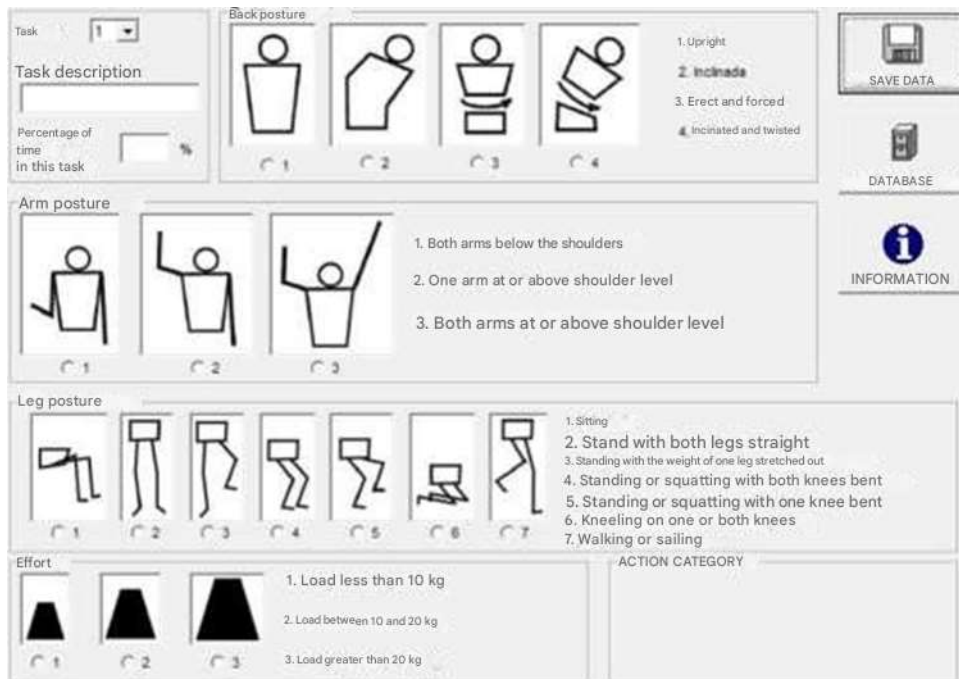 Task
1
Task description
Percentage of
time
in this task
%
Back posture
1
2
3
4
1. Upright
2. Inclinada
3. Erect and forced
4. Incinated and twisted
SAVE DATA
DATABASE
INFORMATION
Arm posture
1
2
3
1. Both arms below the shoulders
2. One arm at or above shoulder level
3. Both arms at or above shoulder level
Leg posture
1
2
3
4
5
6
7
1. Sitting
2. Stand with both legs straight
3. Standing with the weight of one leg stretched out
4. Standing or squatting with both knees bent
5. Standing or squatting with one knee bent
6. Kneeling on one or both knees
7. Walking or sailing
Effort
1
2
3
1. Load less than 10 kg
2. Load between 10 and 20 kg
3. Load greater than 20 kg
ACTION CATEGORY